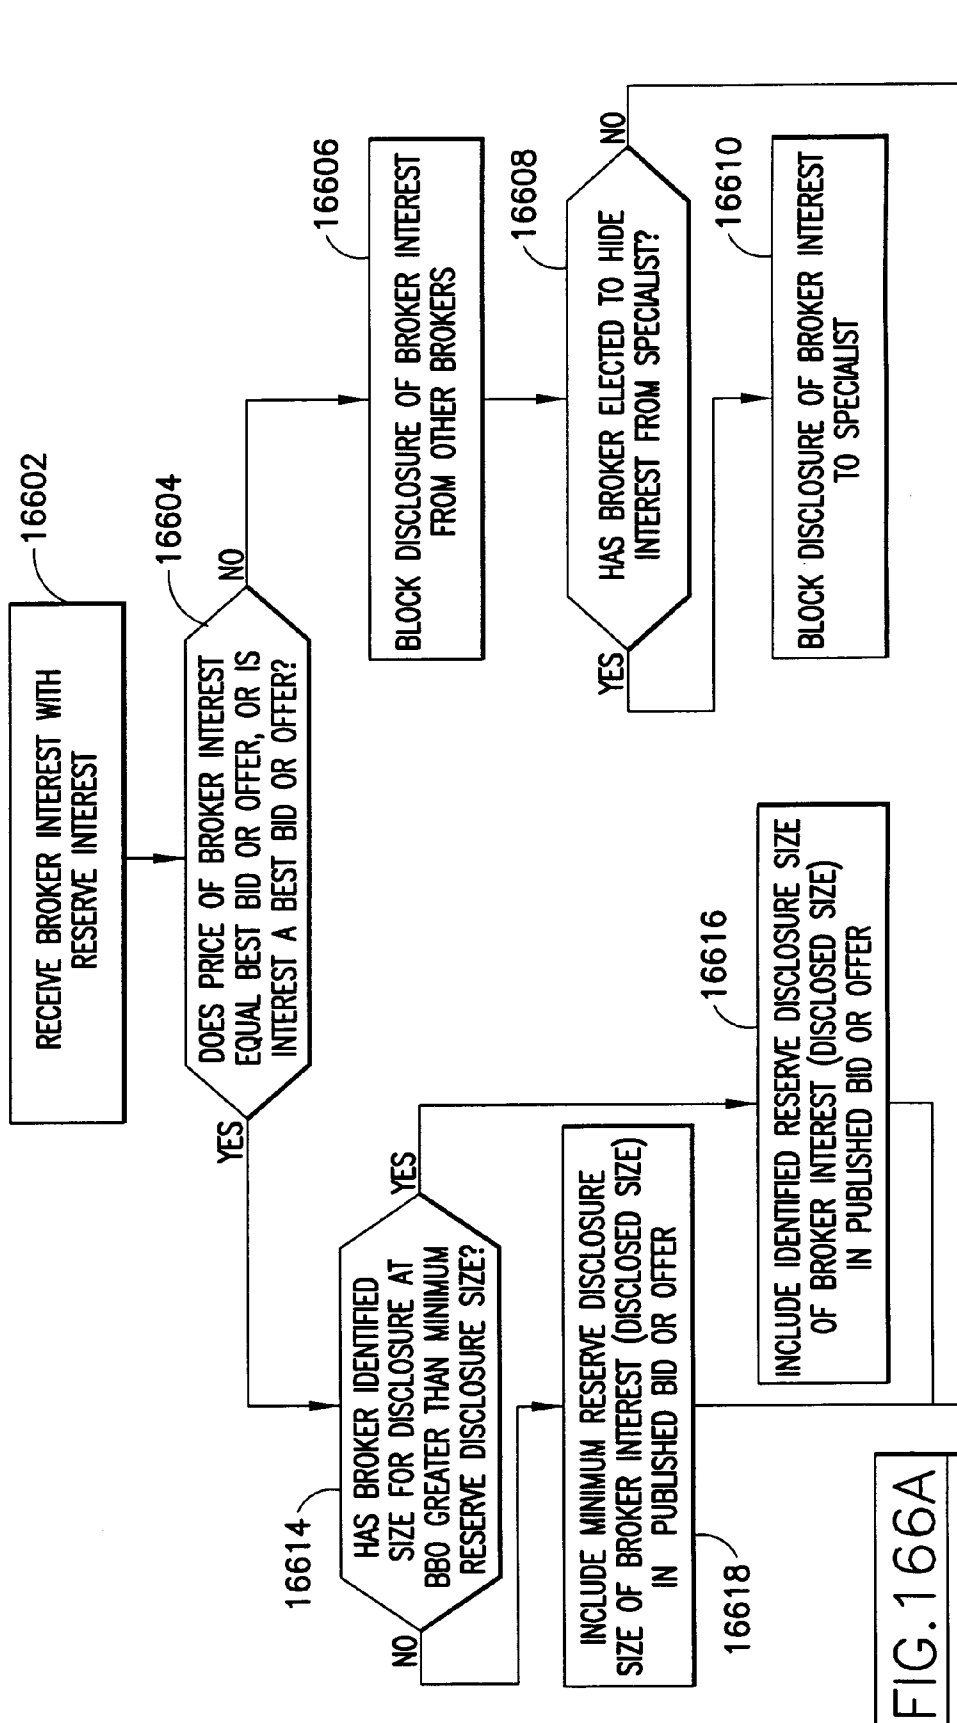 16602
RECEIVE BROKER INTEREST WITH
RESERVE INTEREST
16604
DOES PRICE OF BROKER INTEREST
EQUAL BEST BID OR OFFER, OR IS
INTEREST A BEST BID OR OFFER?
YES
NO
16606
BLOCK DISCLOSURE OF BROKER INTEREST
FROM OTHER BROKERS
16608
HAS BROKER ELECTED TO HIDE
INTEREST FROM SPECIALIST?
YES
NO
16610
BLOCK DISCLOSURE OF BROKER INTEREST
TO SPECIALIST
16614
HAS BROKER IDENTIFIED
SIZE FOR DISCLOSURE AT
BBO GREATER THAN MINIMUM
RESERVE DISCLOSURE SIZE?
NO
YES
INCLUDE MINIMUM RESERVE DISCLOSURE
SIZE OF BROKER INTEREST (DISCLOSED SIZE)
IN PUBLISHED BID OR OFFER
16618
16616
INCLUDE IDENTIFIED RESERVE DISCLOSURE SIZE
OF BROKER INTEREST (DISCLOSED SIZE)
IN PUBLISHED BID OR OFFER
FIG.166A